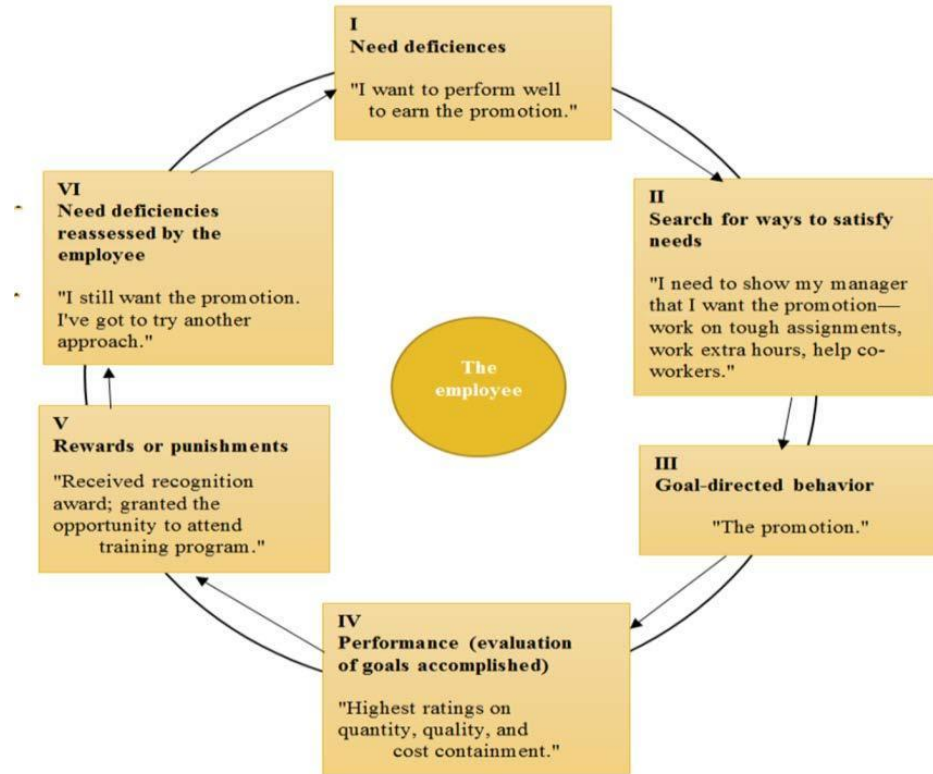 I
Need deficiences
"I want to perform well
to earn the promotion."
II
Search for ways to satisfy
needs
"I need to show my manager
that I want the promotion—
work on tough assignments,
work extra hours, help co-
workers."
III
Goal-directed behavior
"The promotion."
IV
Performance (evaluation
of goals accomplished)
"Highest ratings on
quantity, quality, and
cost containment."
V
Rewards or punishments
"Received recognition
award; granted the
opportunity to attend
training program."
VI
Need deficiencies
reassessed by the
employee
"I still want the promotion.
I've got to try another
approach."
The
employee